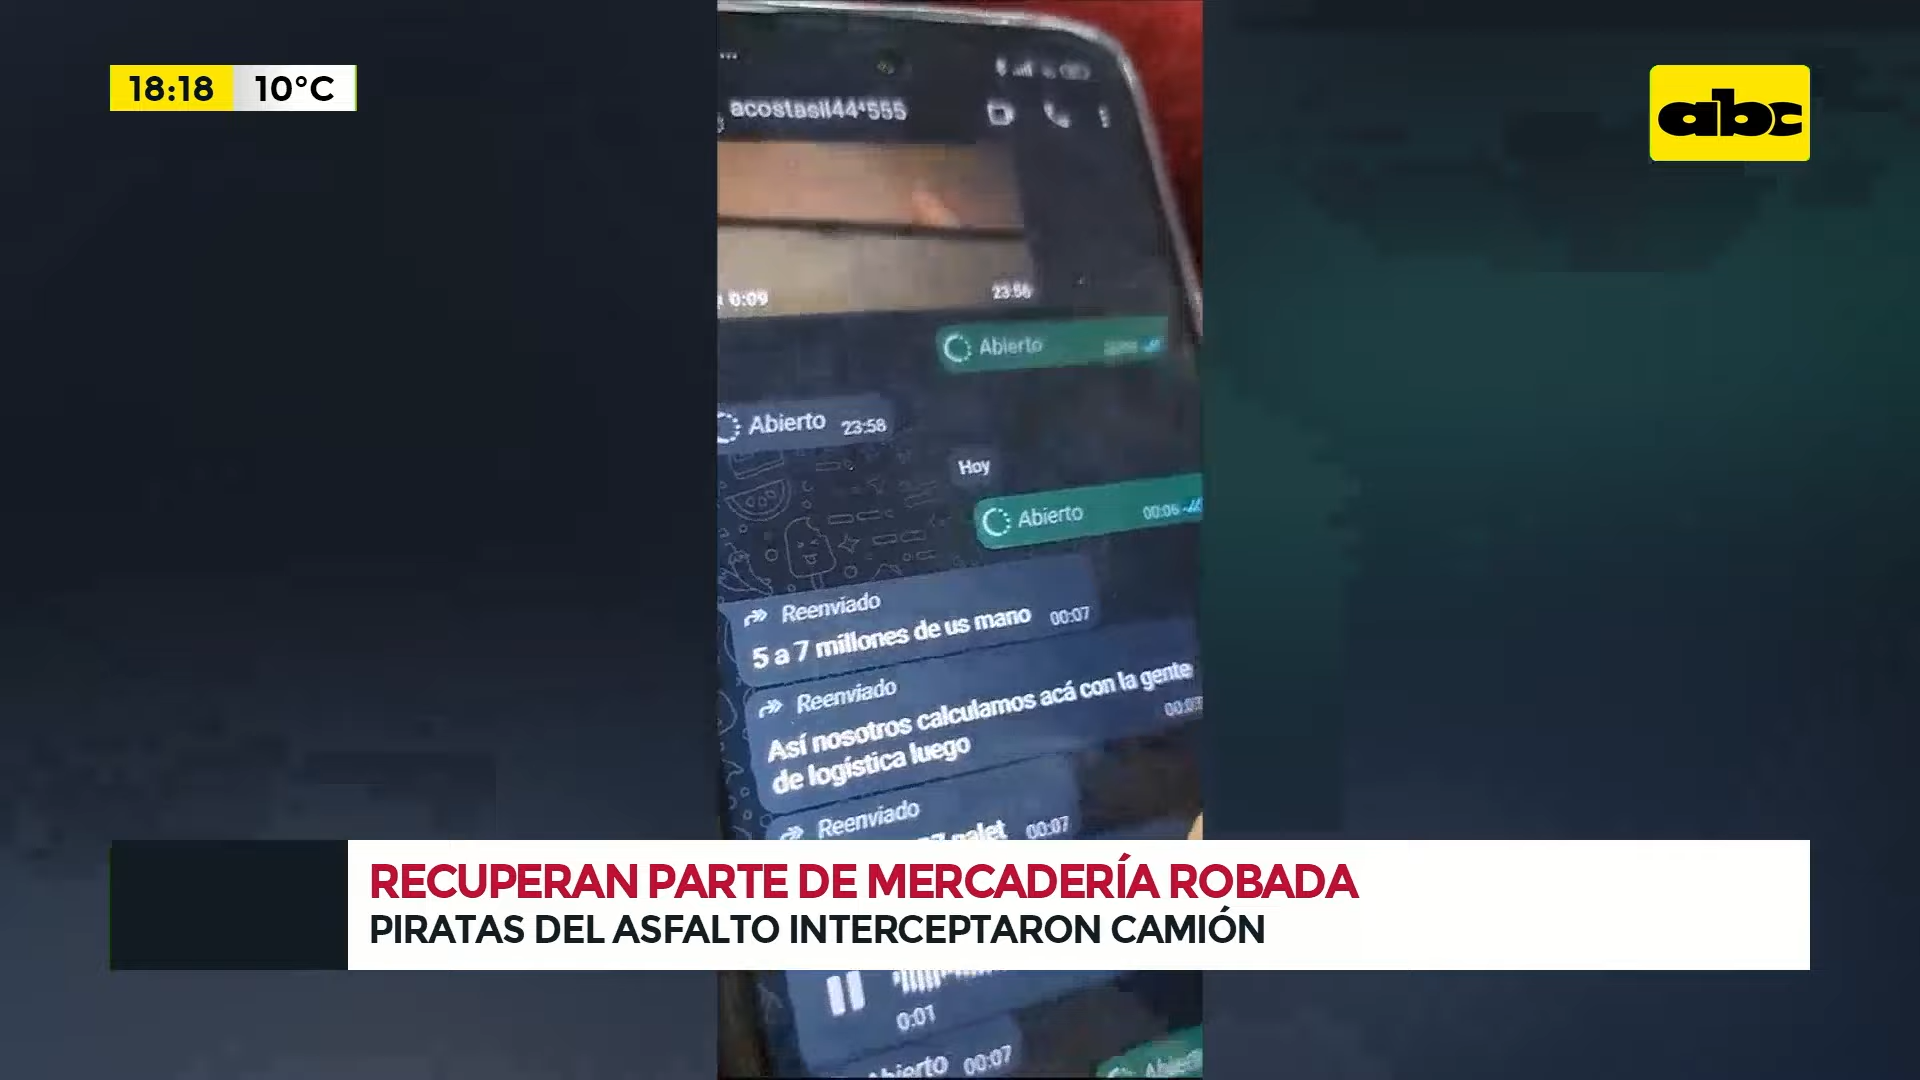 18:18 10°C
abc
acostasil44*555
0:09 23:56
Abierto
Abierto 23:58
Hoy
Abierto 00:06
Reenviado
5 a 7 millones de us mano 00:07
Reenviado
Así nosotros calculamos acá con la gente
de logística luego
Reenviado
palet 00:07
RECUPERAN PARTE DE MERCADERÍA ROBADA
PIRATAS DEL ASFALTO INTERCEPTARON CAMIÓN
0:01
Abierto 00:07